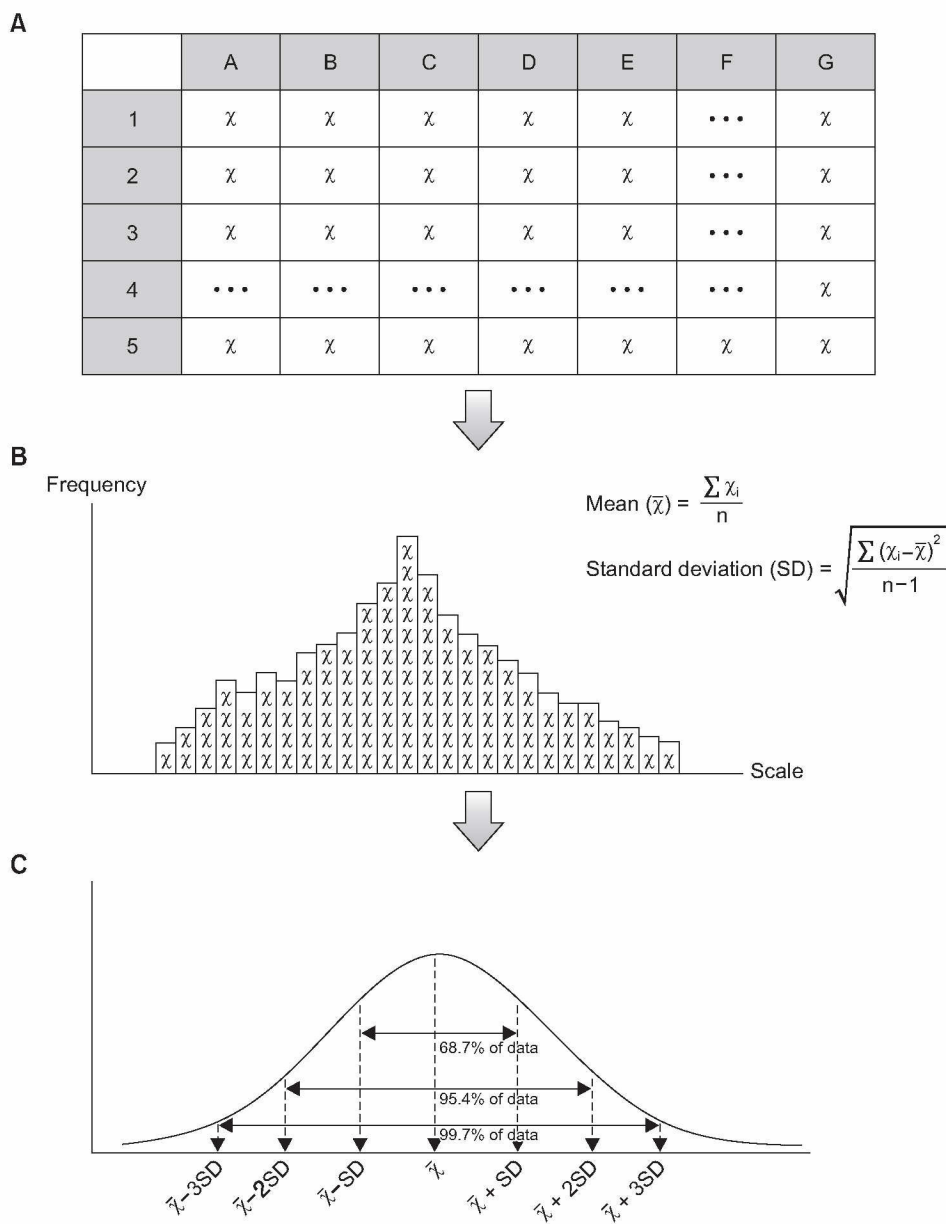 A
A B C D E F G
1 χ χ χ χ χ ••• χ
2 χ χ χ χ χ ••• χ
3 χ χ χ χ χ ••• χ
4 ••• ••• ••• ••• ••• ••• χ
5 χ χ χ χ χ χ χ
B
Frequency
Mean (χ̄) = ∑ χᵢ / n
Standard deviation (SD) = √ ∑ (χᵢ–χ̄)² / n–1
χ
χ
χ χ χ
χ χ χ χ χ
χ χ χ χ χ
χ χ χ χ χ χ χ χ χ
χ χ χ χ χ χ χ χ χ χ χ χ
χ χ χ χ χ χ χ χ χ χ χ χ χ χ χ χ
χ χ χ χ χ χ χ χ χ χ χ χ χ χ χ χ χ χ χ χ
χ χ χ χ χ χ χ χ χ χ χ χ χ χ χ χ χ χ χ χ χ χ χ
χ χ χ χ χ χ χ χ χ χ χ χ χ χ χ χ χ χ χ χ χ χ χ χ χ χ
Scale
C
68.7% of data
95.4% of data
99.7% of data
χ̄–3SD
χ̄–2SD
χ̄–SD
χ̄
χ̄ + SD
χ̄ + 2SD
χ̄ + 3SD